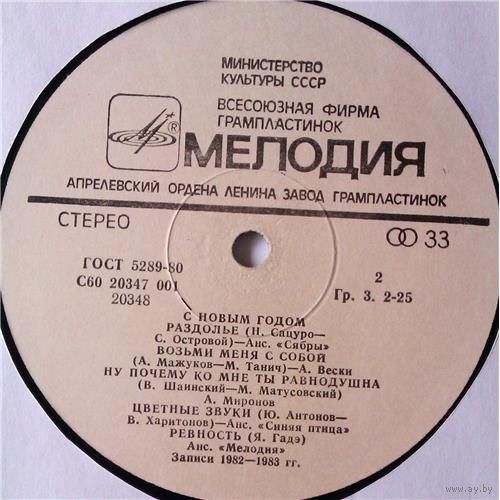 МИНИСТЕРСТВО
КУЛЬТУРЫ СССР
ВСЕСОЮЗНАЯ ФИРМА
ГРАМПЛАСТИНОК
®
МЕЛОДИЯ
АПРЕЛЕВСКИЙ ОРДЕНА ЛЕНИНА ЗАВОД ГРАМПЛАСТИНОК
СТЕРЕО
33
ГОСТ 5289-80
2
С60 20347 001
Гр. 3. 2-25
20348
С НОВЫМ ГОДОМ
РАЗДОЛЬЕ (Н. Сацуро—
С. Островой)—Анс. «Сябры»
ВОЗЬМИ МЕНЯ С СОБОЙ
(А. Мажуков—М. Танич)—А. Вески
НУ ПОЧЕМУ КО МНЕ ТЫ РАВНОДУШНА
(В. Шаинский—М. Матусовский)
А. Миронов
ЦВЕТНЫЕ ЗВУКИ (Ю. Антонов—
В. Харитонов)—Анс. «Синяя птица»
РЕВНОСТЬ (Я. Гадэ)
Анс. «Мелодия»
Записи 1982—1983 гг.
www.ay.by